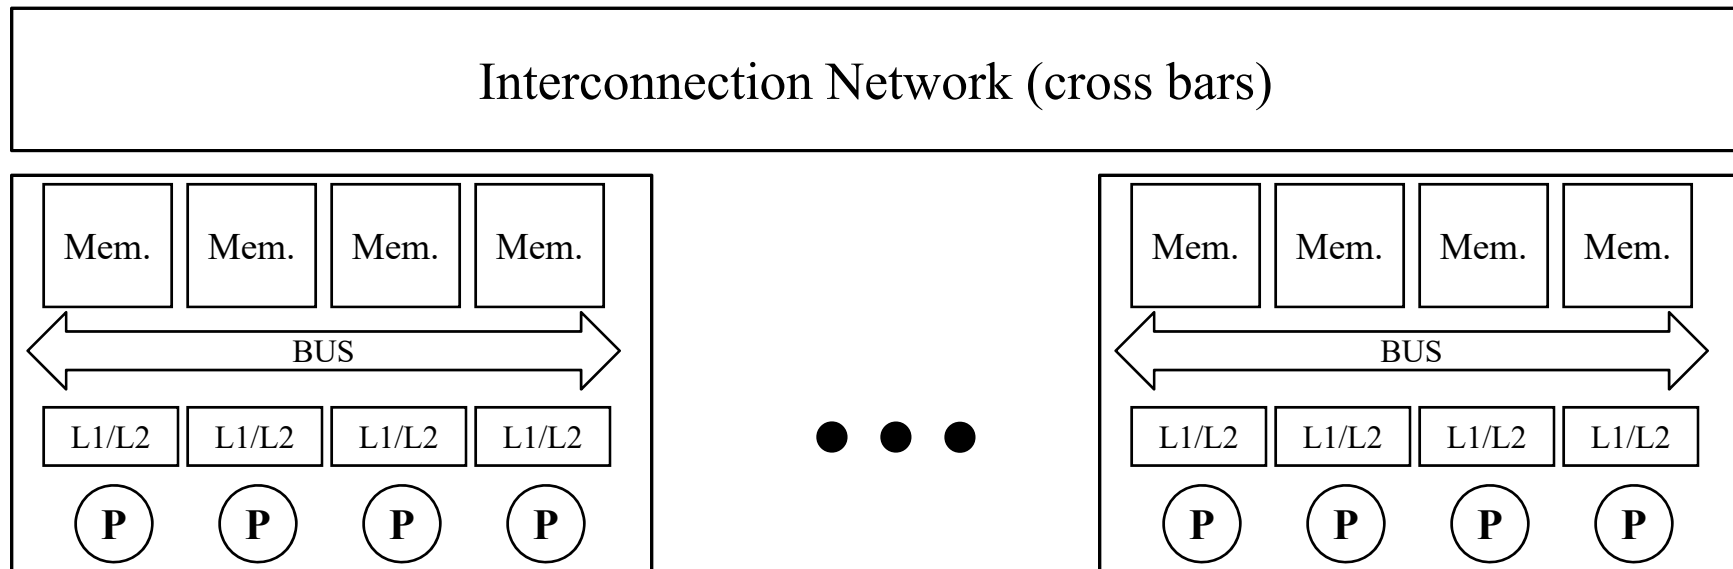 Interconnection Network (cross bars)
Mem. Mem. Mem. Mem.
BUS
L1/L2 L1/L2 L1/L2 L1/L2
P P P P
Mem. Mem. Mem. Mem.
BUS
L1/L2 L1/L2 L1/L2 L1/L2
P P P P